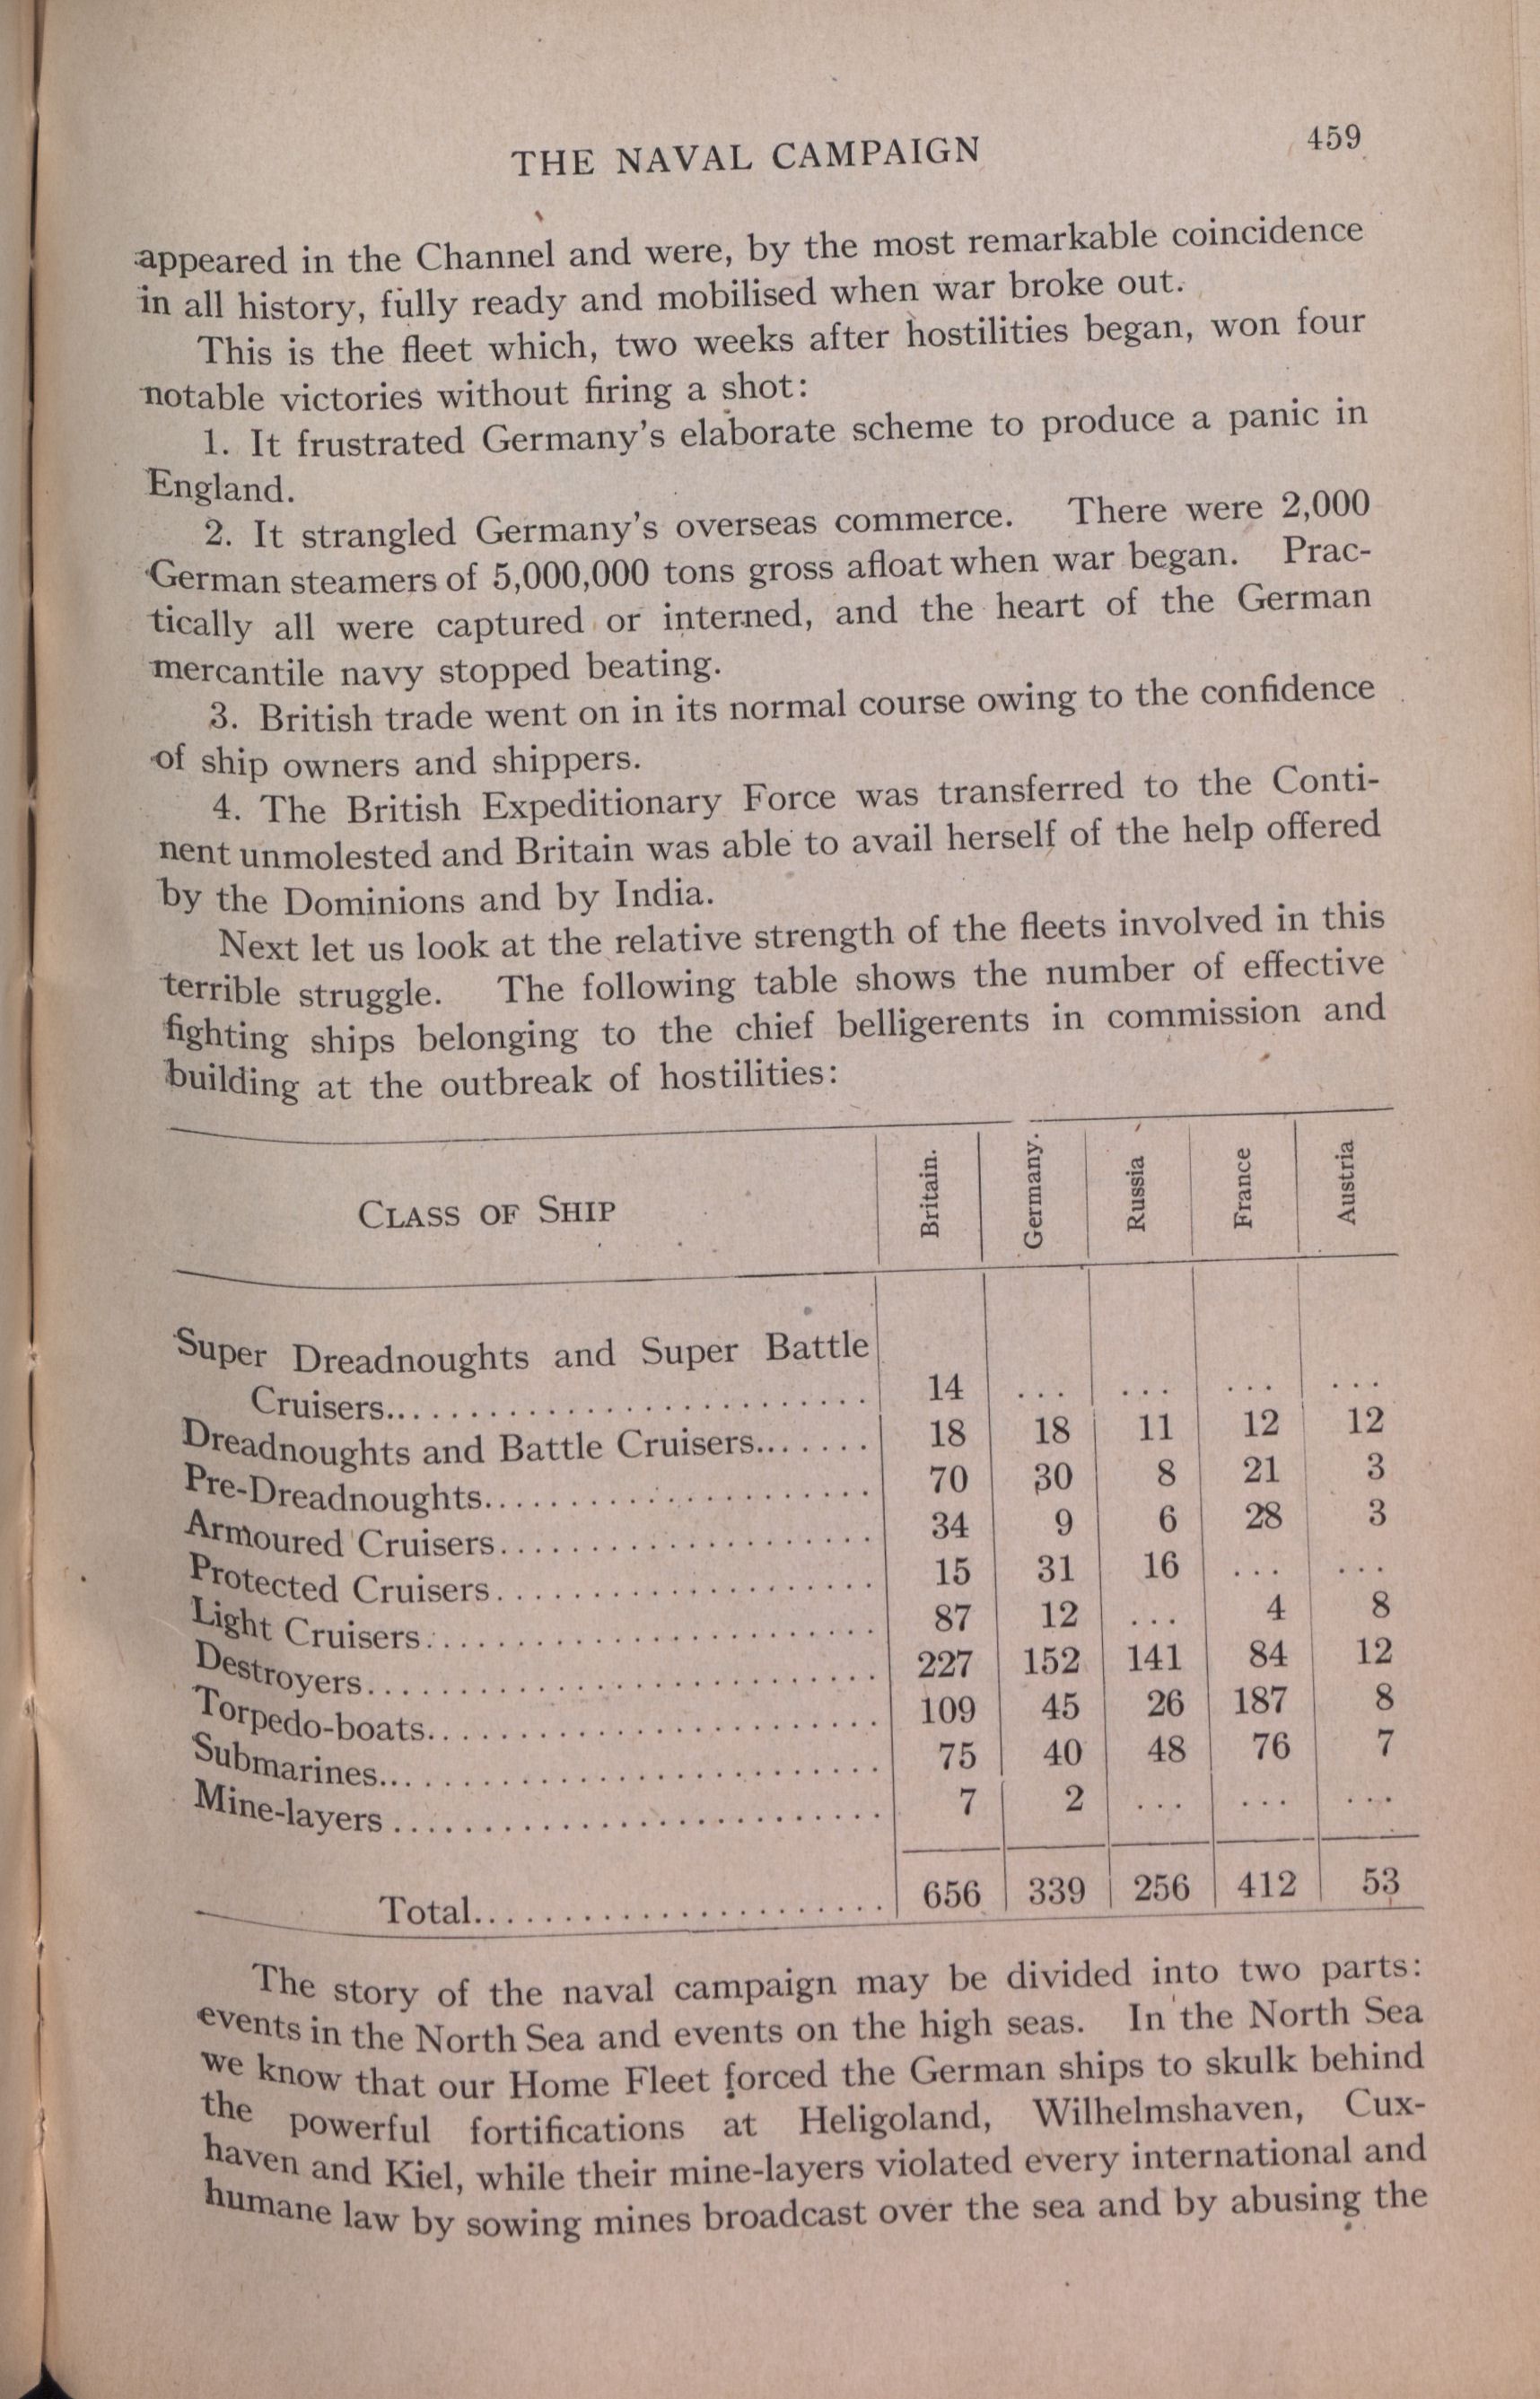 THE NAVAL CAMPAIGN 459
appeared in the Channel and were, by the most remarkable coincidence
in all history, fully ready and mobilised when war broke out.
This is the fleet which, two weeks after hostilities began, won four
notable victories without firing a shot:
1. It frustrated Germany's elaborate scheme to produce a panic in
England.
2. It strangled Germany's overseas commerce. There were 2,000
German steamers of 5,000,000 tons gross afloat when war began. Prac-
tically all were captured or interned, and the heart of the German
mercantile navy stopped beating.
3. British trade went on in its normal course owing to the confidence
of ship owners and shippers.
4. The British Expeditionary Force was transferred to the Conti-
nent unmolested and Britain was able to avail herself of the help offered
by the Dominions and by India.
Next let us look at the relative strength of the fleets involved in this
terrible struggle. The following table shows the number of effective
fighting ships belonging to the chief belligerents in commission and
building at the outbreak of hostilities:
CLASS OF SHIP Britain. Germany. Russia France Austria
Super Dreadnoughts and Super Battle
Cruisers.......................... 14 ... ... ... ...
Dreadnoughts and Battle Cruisers....... 18 18 11 12 12
Pre-Dreadnoughts..................... 70 30 8 21 3
Armoured Cruisers.................... 34 9 6 28 3
Protected Cruisers.................... 15 31 16 ... ...
Light Cruisers........................ 87 12 ... 4 8
Destroyers.......................... 227 152 141 84 12
Torpedo-boats....................... 109 45 26 187 8
Submarines......................... 75 40 48 76 7
Mine-layers......................... 7 2 ... ... ...
Total....................... 656 339 256 412 53
The story of the naval campaign may be divided into two parts:
events in the North Sea and events on the high seas. In the North Sea
we know that our Home Fleet forced the German ships to skulk behind
the powerful fortifications at Heligoland, Wilhelmshaven, Cux-
haven and Kiel, while their mine-layers violated every international and
humane law by sowing mines broadcast over the sea and by abusing the